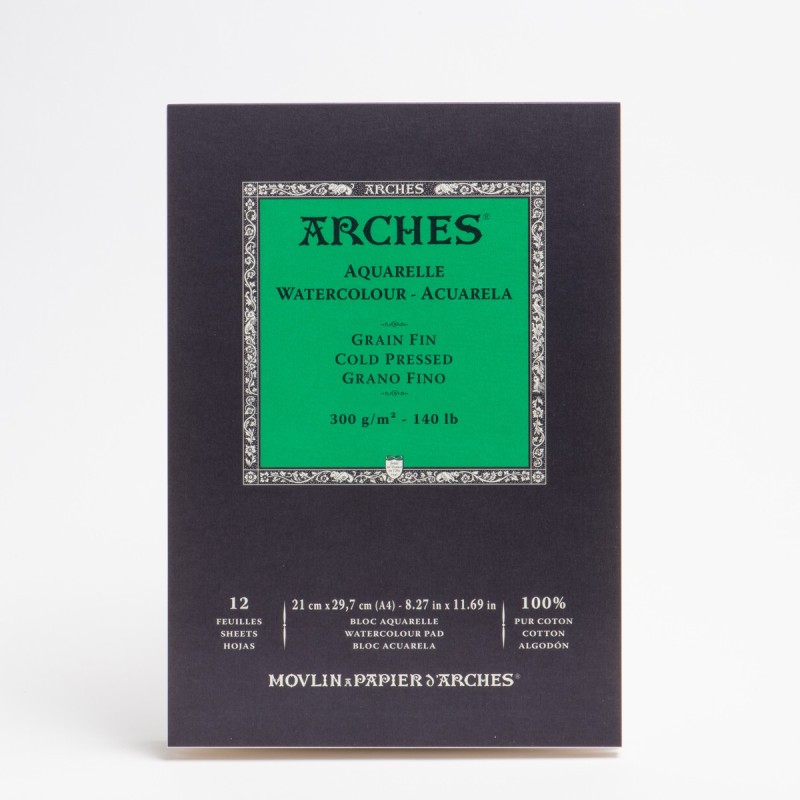 ARCHES
ARCHES®
AQUARELLE
WATERCOLOUR - ACUARELA
GRAIN FIN
COLD PRESSED
GRANO FINO
300 g/m² - 140 lb
12
FEUILLES
SHEETS
HOJAS
21 cm x 29,7 cm (A4) - 8.27 in x 11.69 in
BLOC AQUARELLE
WATERCOLOUR PAD
BLOC ACUARELA
100%
PUR COTON
COTTON
ALGODÓN
MOVLIN A PAPIER D'ARCHES®